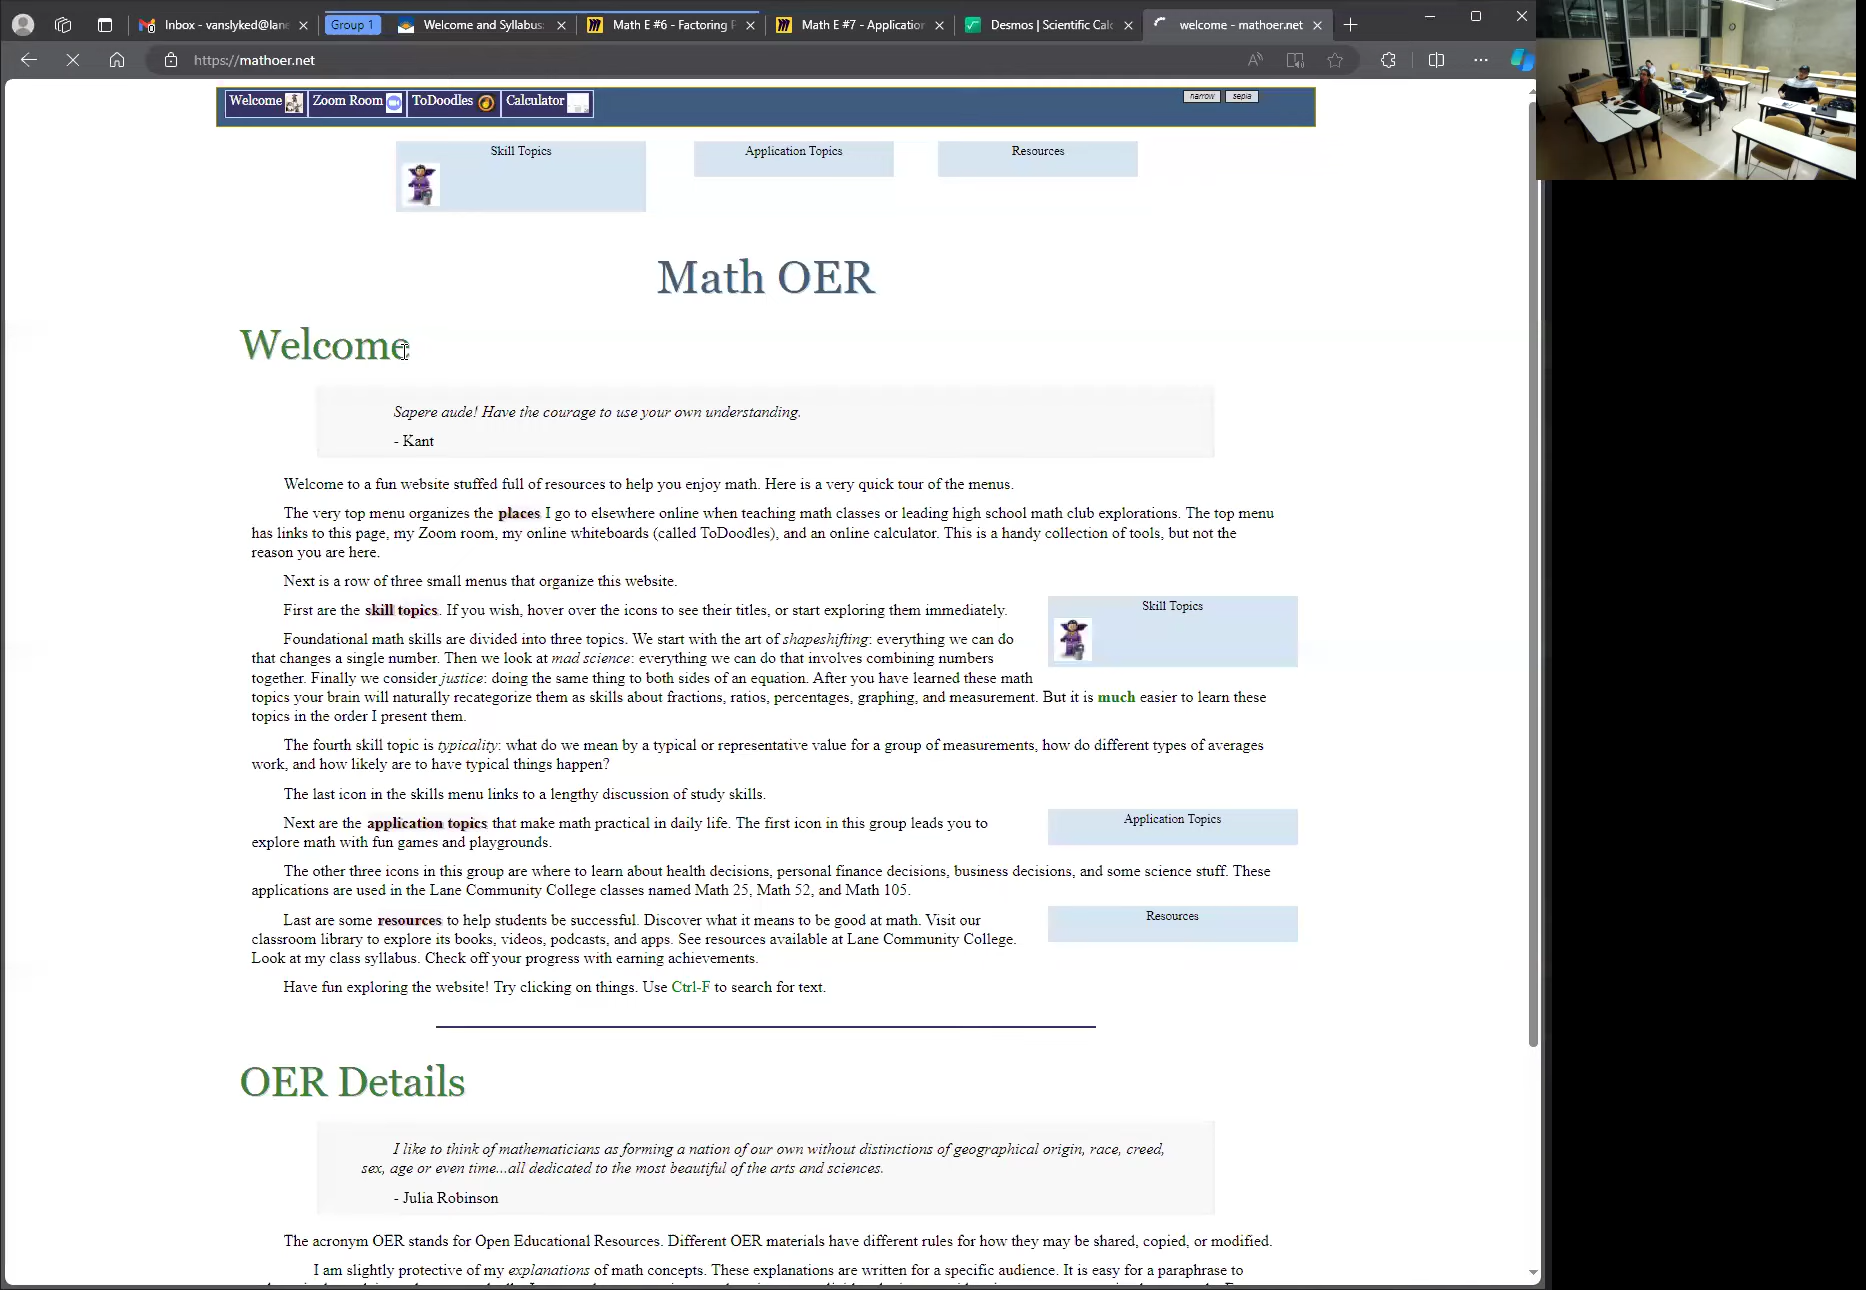 Inbox - vanslyked@lane
Group 1
Welcome and Syllabus:
Math E #6 - Factoring P
Math E #7 - Application
Desmos | Scientific Calc
welcome - mathoer.net
https://mathoer.net
Welcome
Zoom Room
ToDoodles
Calculator
narrow
sepia
Skill Topics
Application Topics
Resources
Math OER
Welcome
Sapere aude! Have the courage to use your own understanding.
- Kant
Welcome to a fun website stuffed full of resources to help you enjoy math. Here is a very quick tour of the menus.
The very top menu organizes the places I go to elsewhere online when teaching math classes or leading high school math club explorations. The top menu
has links to this page, my Zoom room, my online whiteboards (called ToDoodles), and an online calculator. This is a handy collection of tools, but not the
reason you are here.
Next is a row of three small menus that organize this website.
First are the skill topics. If you wish, hover over the icons to see their titles, or start exploring them immediately.
Skill Topics
Foundational math skills are divided into three topics. We start with the art of shapeshifting: everything we can do
that changes a single number. Then we look at mad science: everything we can do that involves combining numbers
together. Finally we consider justice: doing the same thing to both sides of an equation. After you have learned these math
topics your brain will naturally recategorize them as skills about fractions, ratios, percentages, graphing, and measurement. But it is much easier to learn these
topics in the order I present them.
The fourth skill topic is typicality: what do we mean by a typical or representative value for a group of measurements, how do different types of averages
work, and how likely are to have typical things happen?
The last icon in the skills menu links to a lengthy discussion of study skills.
Next are the application topics that make math practical in daily life. The first icon in this group leads you to
explore math with fun games and playgrounds.
Application Topics
The other three icons in this group are where to learn about health decisions, personal finance decisions, business decisions, and some science stuff. These
applications are used in the Lane Community College classes named Math 25, Math 52, and Math 105.
Last are some resources to help students be successful. Discover what it means to be good at math. Visit our
classroom library to explore its books, videos, podcasts, and apps. See resources available at Lane Community College.
Look at my class syllabus. Check off your progress with earning achievements.
Resources
Have fun exploring the website! Try clicking on things. Use Ctrl-F to search for text.
OER Details
I like to think of mathematicians as forming a nation of our own without distinctions of geographical origin, race, creed,
sex, age or even time...all dedicated to the most beautiful of the arts and sciences.
- Julia Robinson
The acronym OER stands for Open Educational Resources. Different OER materials have different rules for how they may be shared, copied, or modified.
I am slightly protective of my explanations of math concepts. These explanations are written for a specific audience. It is easy for a paraphrase to